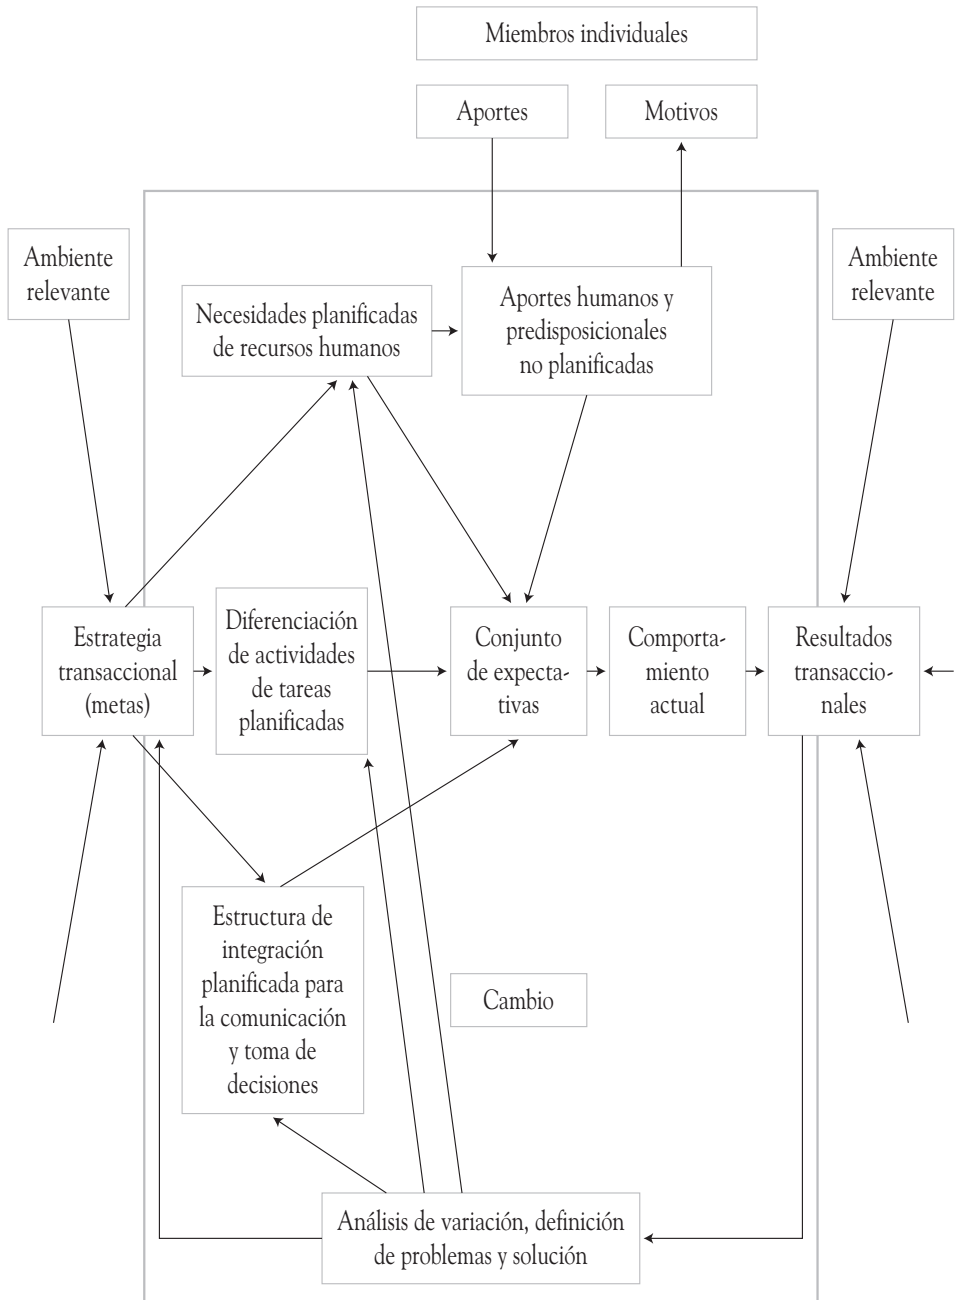 Miembros individuales
Aportes
Motivos
Ambiente
relevante
Ambiente
relevante
Necesidades planificadas
de recursos humanos
Aportes humanos y
predisposicionales
no planificadas
Estrategia
transaccional
(metas)
Diferenciación
de actividades
de tareas
planificadas
Conjunto
de expecta-
tivas
Comporta-
miento
actual
Resultados
transaccio-
nales
Estructura de
integración
planificada para
la comunicación
y toma de
decisiones
Cambio
Análisis de variación, definición
de problemas y solución